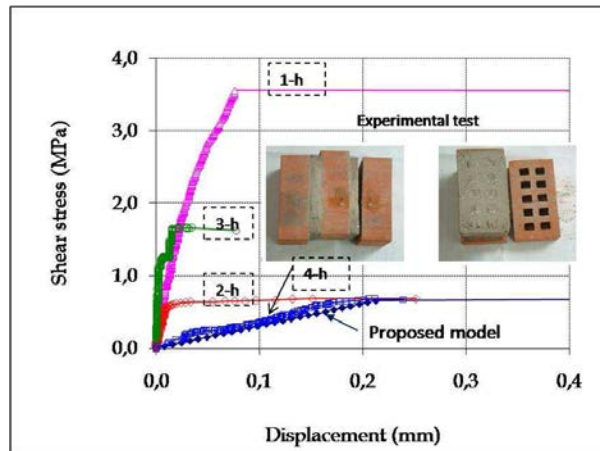 4,0
3,0
2,0
1,0
0,0
Shear stress (MPa)
1-h
Experimental test
3-h
4-h
2-h
Proposed model
0,0 0,1 0,2 0,3 0,4
Displacement (mm)